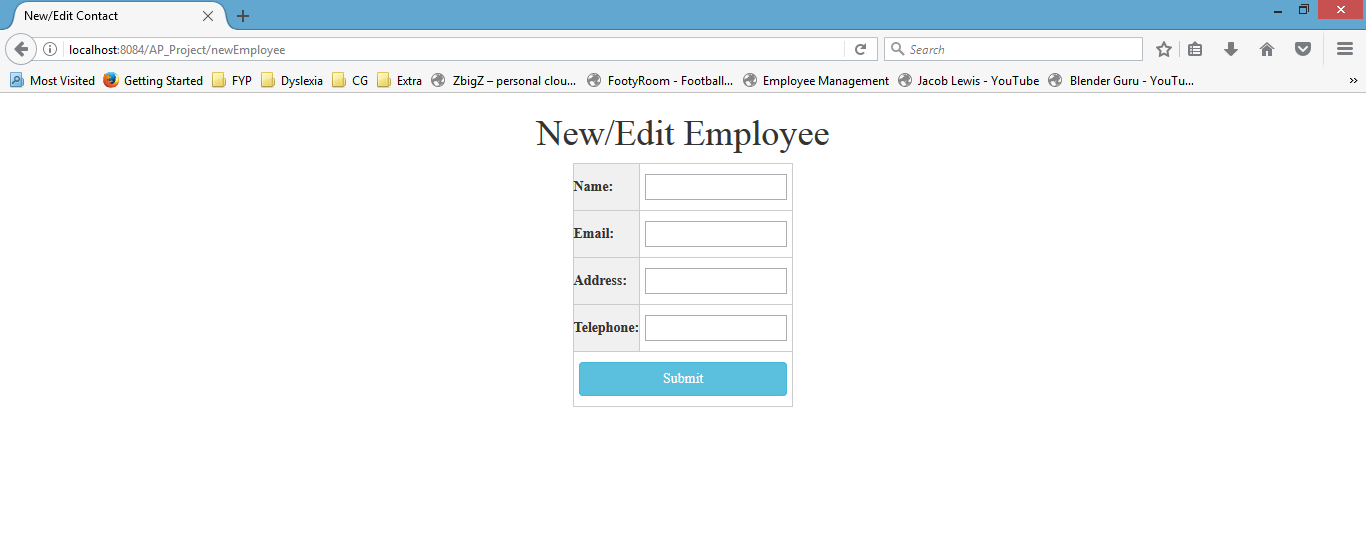 New/Edit Contact
localhost:8084/AP_Project/newEmployee
Search
Most Visited Getting Started FYP Dyslexia CG Extra ZbigZ – personal clou... FootyRoom - Football... Employee Management Jacob Lewis - YouTube Blender Guru - YouTu...
New/Edit Employee
Name:
Email:
Address:
Telephone:
Submit